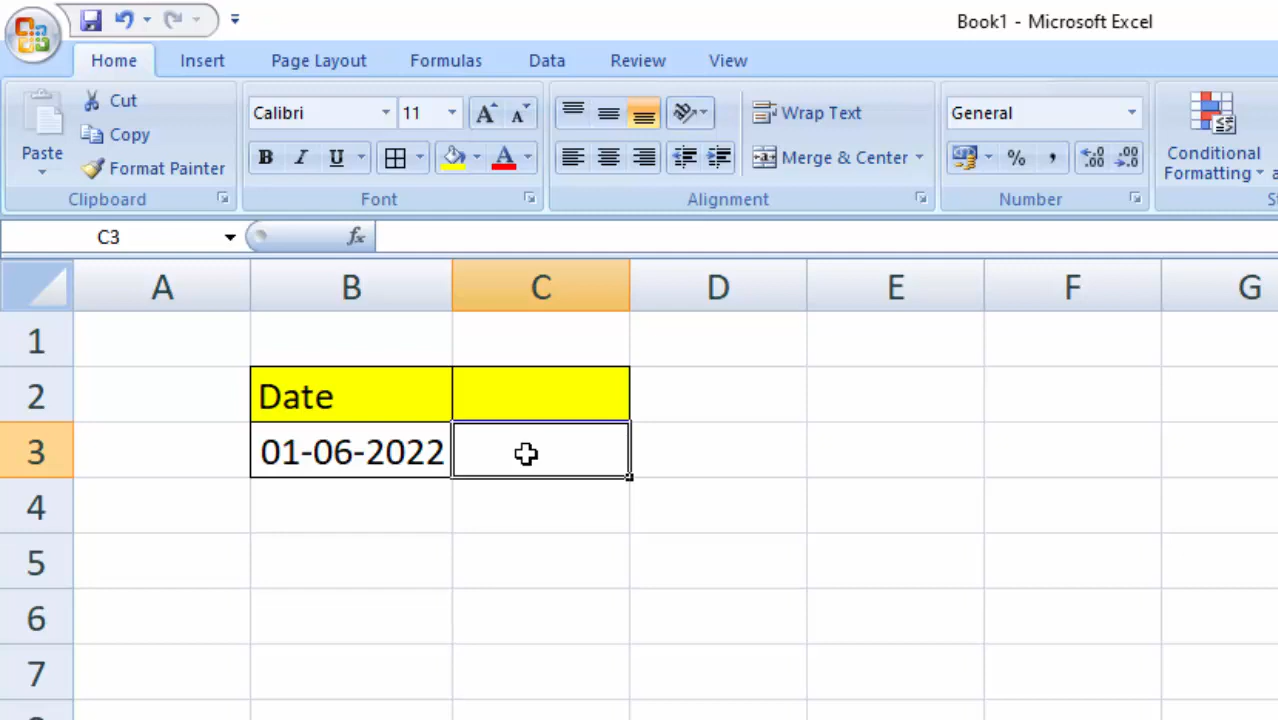 Book1 - Microsoft Excel
Home Insert Page Layout Formulas Data Review View
Calibri 11 Wrap Text General
Cut
Copy
Format Painter
Paste
B I U A Merge & Center % , .00 .0 Conditional Formatting
Clipboard Font Alignment Number
C3 fx
A B C D E F G
1
2 Date
3 01-06-2022
4
5
6
7